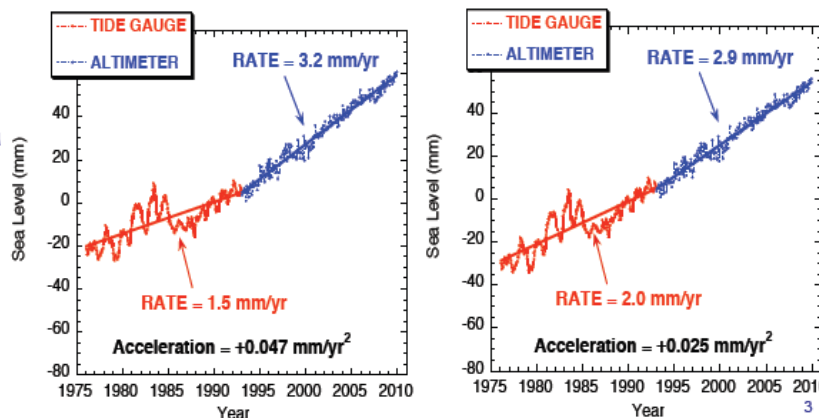 TIDE GAUGE
ALTIMETER
RATE = 3.2 mm/yr
RATE = 1.5 mm/yr
Acceleration = +0.047 mm/yr²
Sea Level (mm)
40
20
0
-20
-40
-60
-80
1975 1980 1985 1990 1995 2000 2005 2010
Year
TIDE GAUGE
ALTIMETER
RATE = 2.9 mm/yr
RATE = 2.0 mm/yr
Acceleration = +0.025 mm/yr²
Sea Level (mm)
40
20
0
-20
-40
-60
-80
1975 1980 1985 1990 1995 2000 2005 2010
Year
3